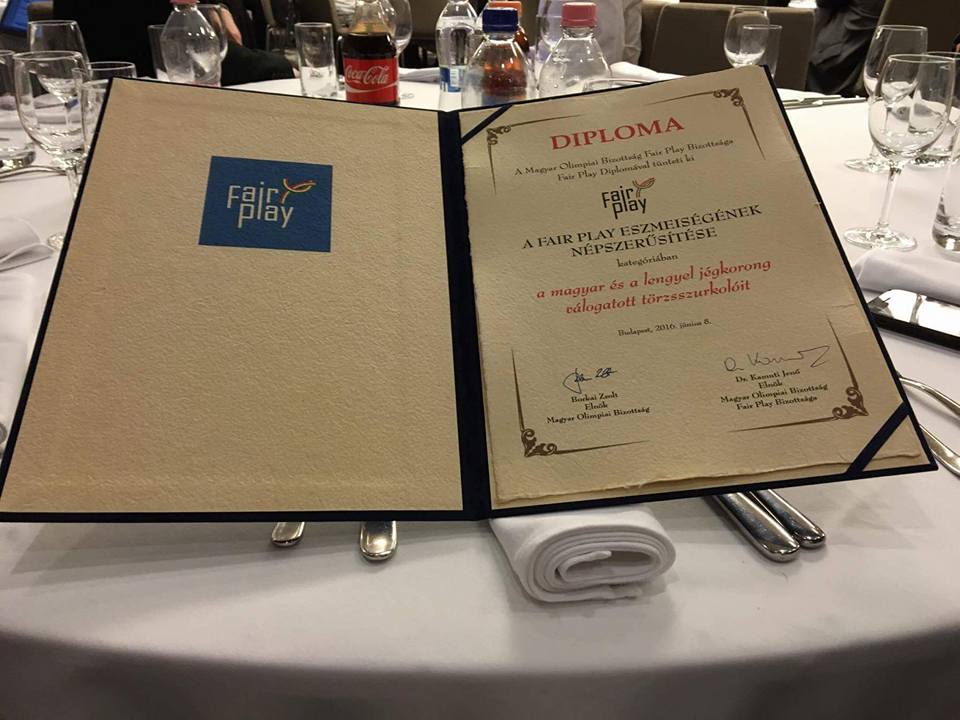 Coca-Cola
Fair
play
DIPLOMA
A Magyar Olimpiai Bizottság Fair Play Bizottsága
Fair Play Diplomával tünteti ki
Fair
play
A FAIR PLAY ESZMEISÉGÉNEK
NÉPSZERŰSÍTÉSE
kategóriában
a magyar és a lengyel jégkorong
válogatott törzsszurkolóit
Budapest, 2016. június 8.
Borkai Zsolt
Elnök
Magyar Olimpiai Bizottság
Dr. Kamuti Jenő
Elnök
Magyar Olimpiai Bizottság
Fair Play Bizottsága